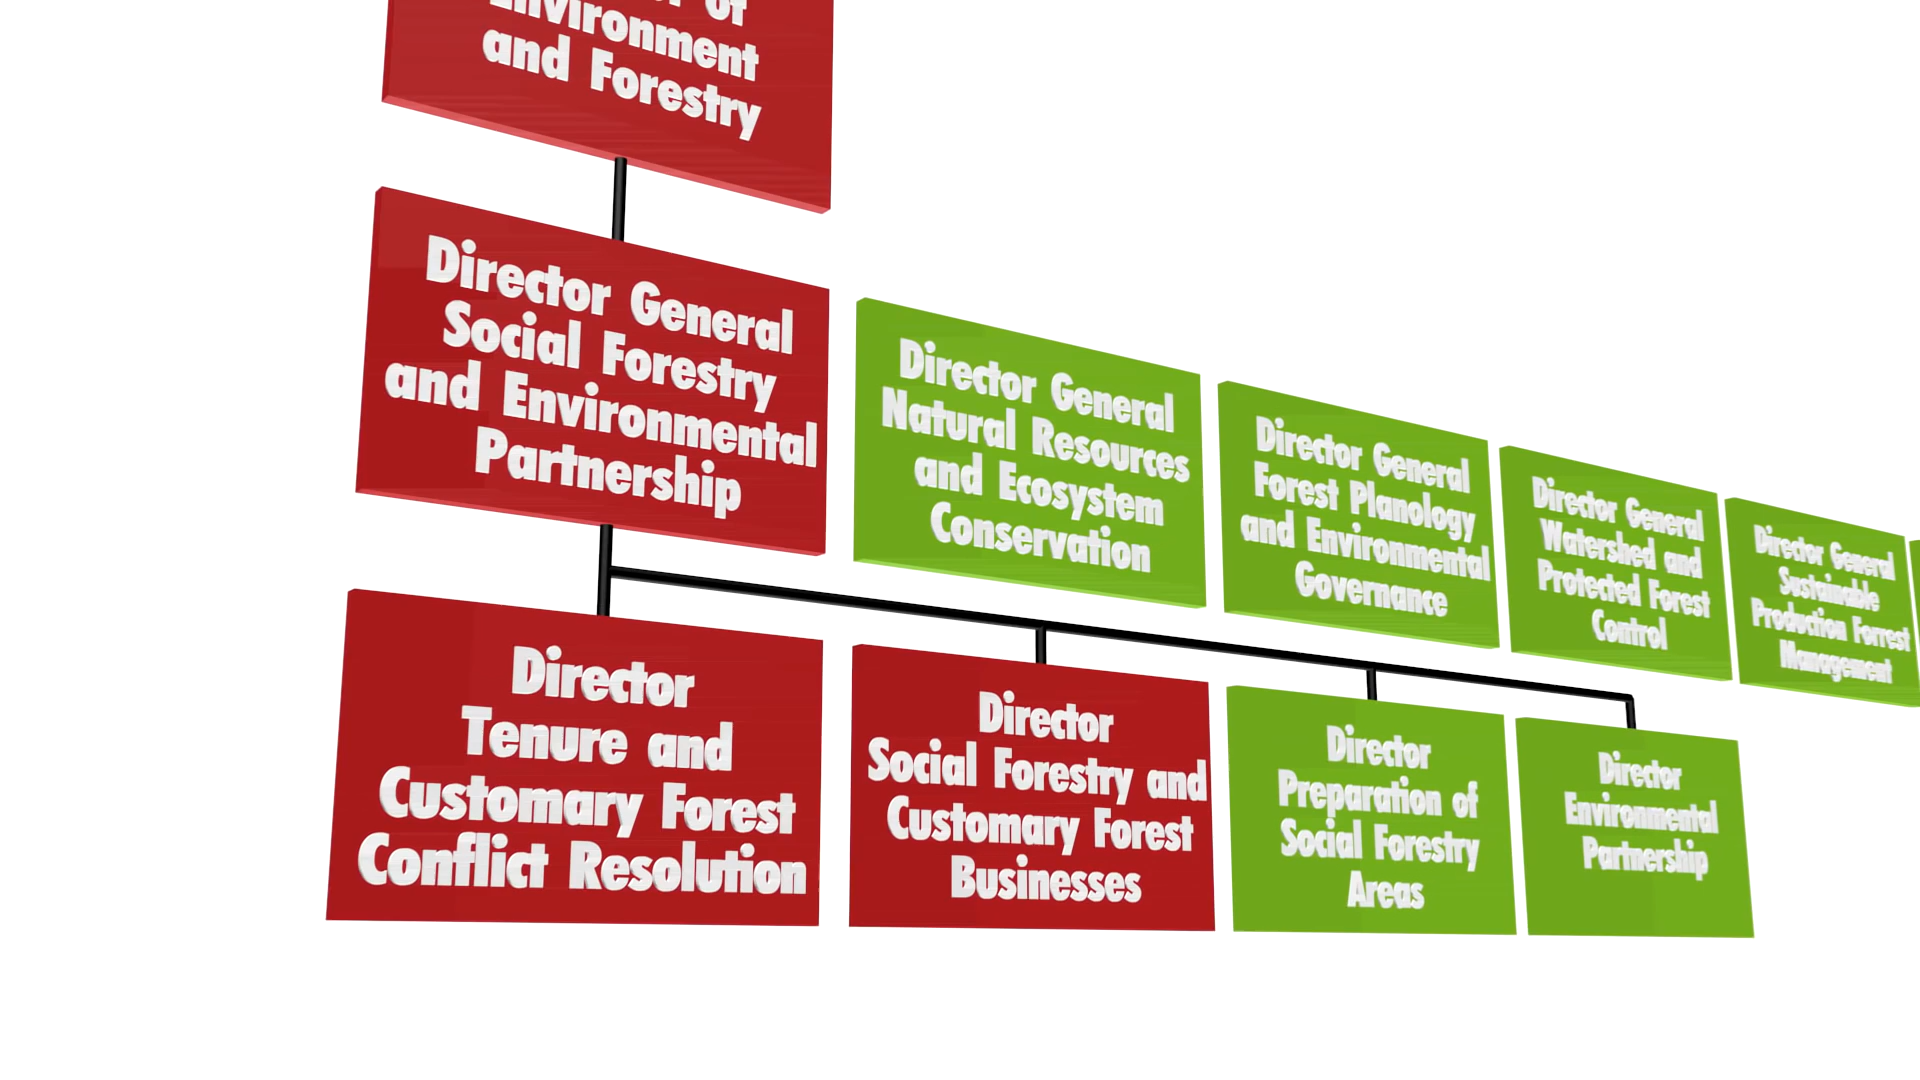 of
Environment
and Forestry
Director General
Social Forestry
and Environmental
Partnership
Director General
Natural Resources
and Ecosystem
Conservation
Director General
Forest Planology
and Environmental
Governance
Director General
Watershed and
Protected Forest
Control
Director General
Sustainable
Production Forrest
Management
Director
Tenure and
Customary Forest
Conflict Resolution
Director
Social Forestry and
Customary Forest
Businesses
Director
Preparation of
Social Forestry
Areas
Director
Environmental
Partnership